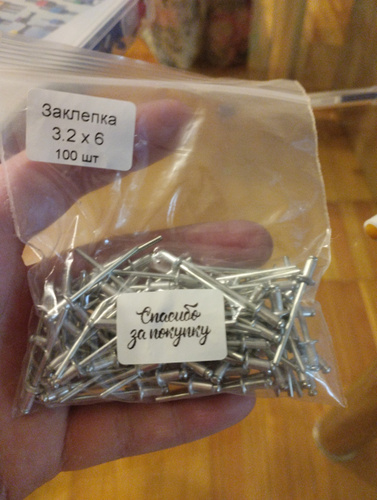 Заклепка
3.2 x 6
100 шт
Спасибо
за покупку